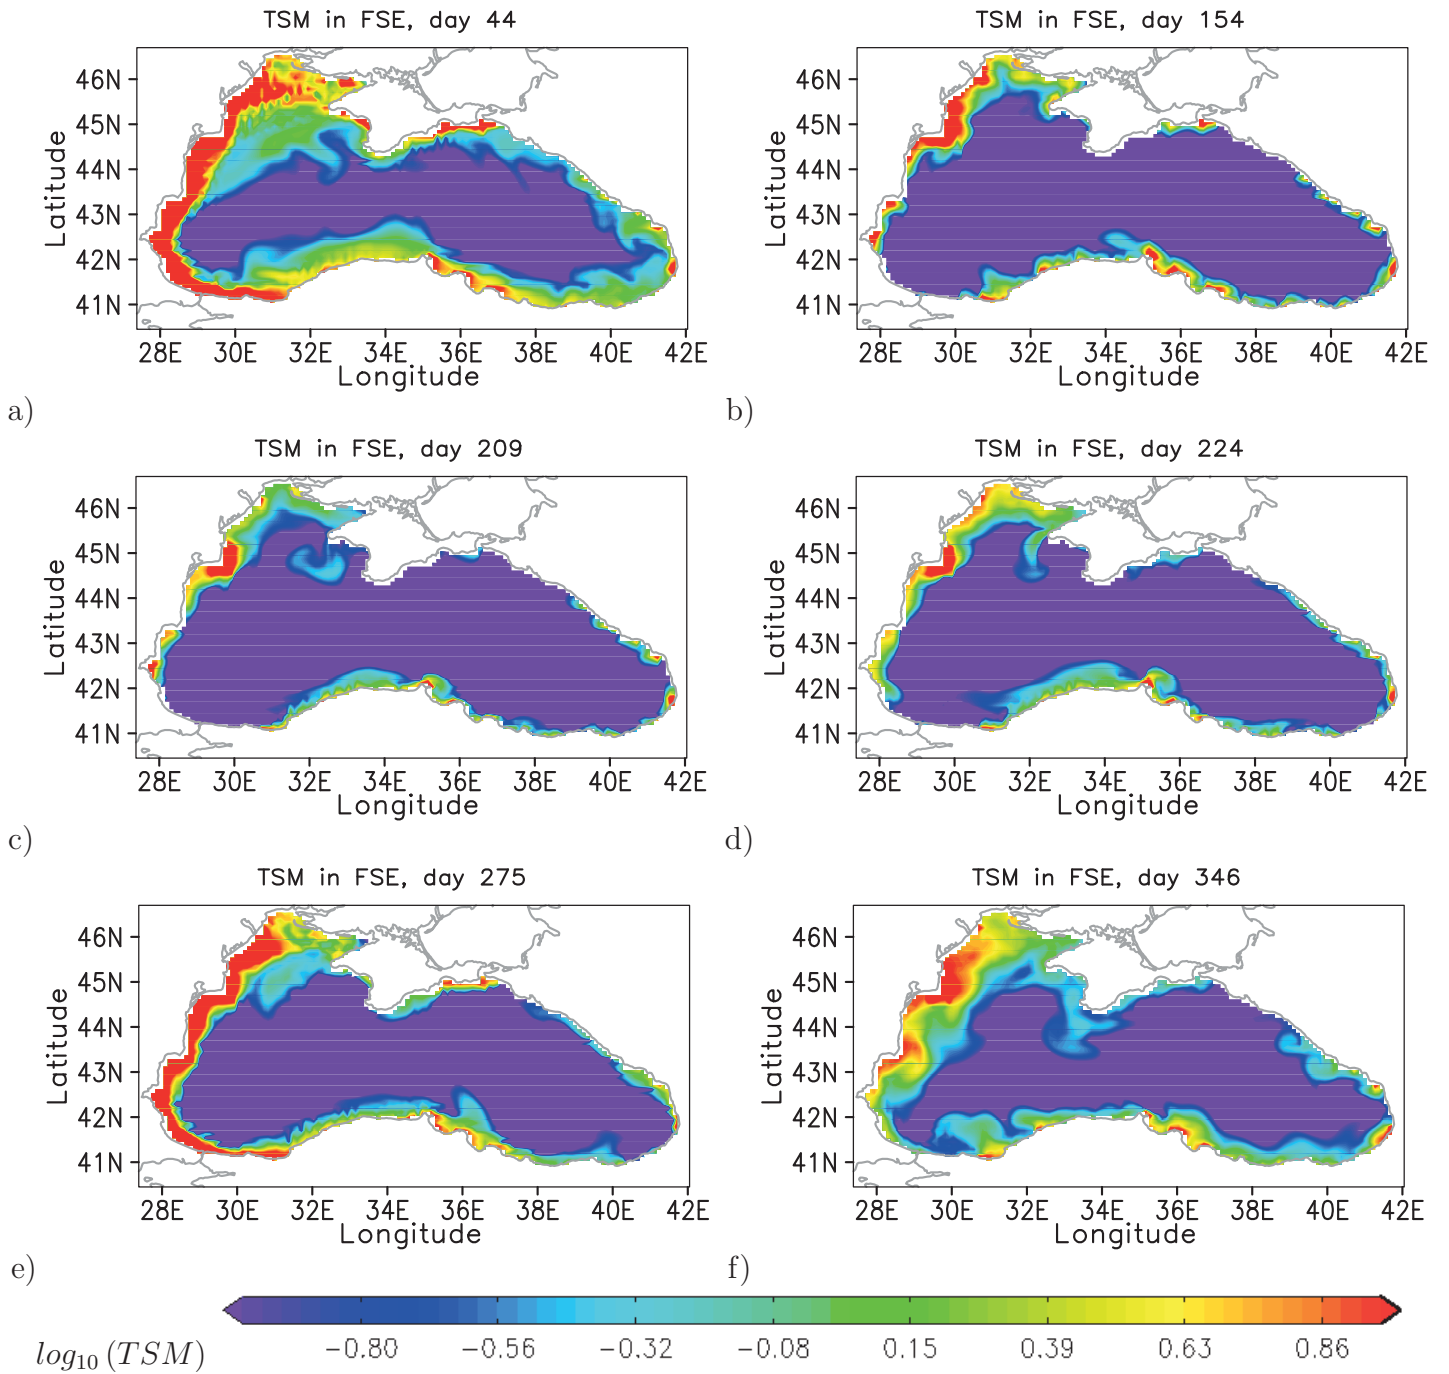 TSM in FSE, day 44
46N
45N
44N
43N
42N
41N
Latitude
28E 30E 32E 34E 36E 38E 40E 42E
Longitude
a)
TSM in FSE, day 154
46N
45N
44N
43N
42N
41N
Latitude
28E 30E 32E 34E 36E 38E 40E 42E
Longitude
b)
TSM in FSE, day 209
46N
45N
44N
43N
42N
41N
Latitude
28E 30E 32E 34E 36E 38E 40E 42E
Longitude
c)
TSM in FSE, day 224
46N
45N
44N
43N
42N
41N
Latitude
28E 30E 32E 34E 36E 38E 40E 42E
Longitude
d)
TSM in FSE, day 275
46N
45N
44N
43N
42N
41N
Latitude
28E 30E 32E 34E 36E 38E 40E 42E
Longitude
e)
TSM in FSE, day 346
46N
45N
44N
43N
42N
41N
Latitude
28E 30E 32E 34E 36E 38E 40E 42E
Longitude
f)
log₁₀(TSM) -0.80 -0.56 -0.32 -0.08 0.15 0.39 0.63 0.86